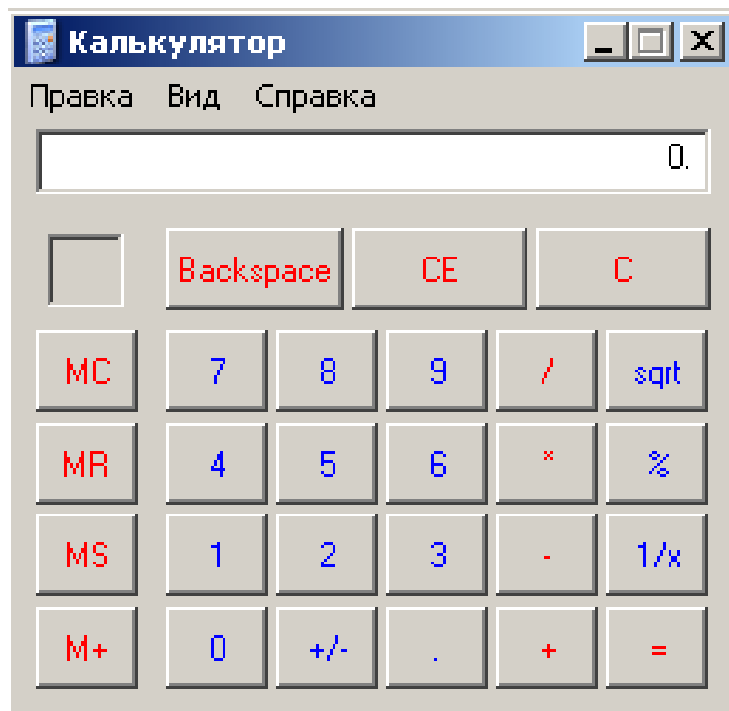 Калькулятор
Правка Вид Справка
0.
Backspace CE C
MC 7 8 9 / sqrt
MR 4 5 6 * %
MS 1 2 3 - 1/x
M+ 0 +/- . + =